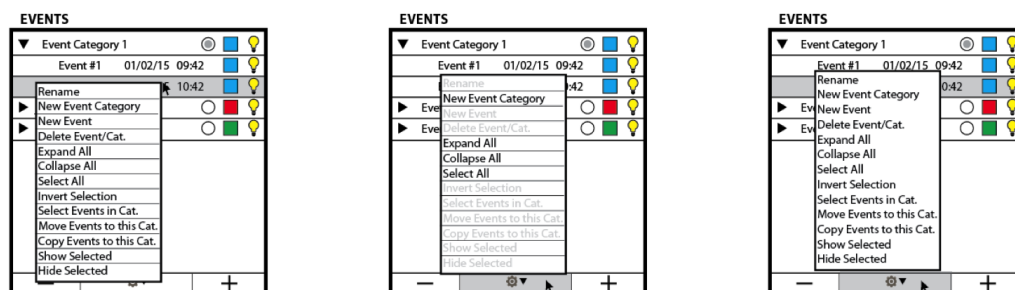 EVENTS
Event Category 1
Event #1 01/02/15 09:42
10:42
Rename
New Event Category
New Event
Delete Event/Cat.
Expand All
Collapse All
Select All
Invert Selection
Select Events in Cat.
Move Events to this Cat.
Copy Events to this Cat.
Show Selected
Hide Selected
EVENTS
Event Category 1
Event #1 01/02/15 09:42
:42
Rename
New Event Category
Eve New Event
Eve Delete Event/Cat.
Expand All
Collapse All
Select All
Invert Selection
Select Events in Cat.
Move Events to this Cat.
Copy Events to this Cat.
Show Selected
Hide Selected
EVENTS
Event Category 1
Event #1 01/02/15 09:42
0:42
Rename
New Event Category
Ev New Event
Ev Delete Event/Cat.
Expand All
Collapse All
Select All
Invert Selection
Select Events in Cat.
Move Events to this Cat.
Copy Events to this Cat.
Show Selected
Hide Selected